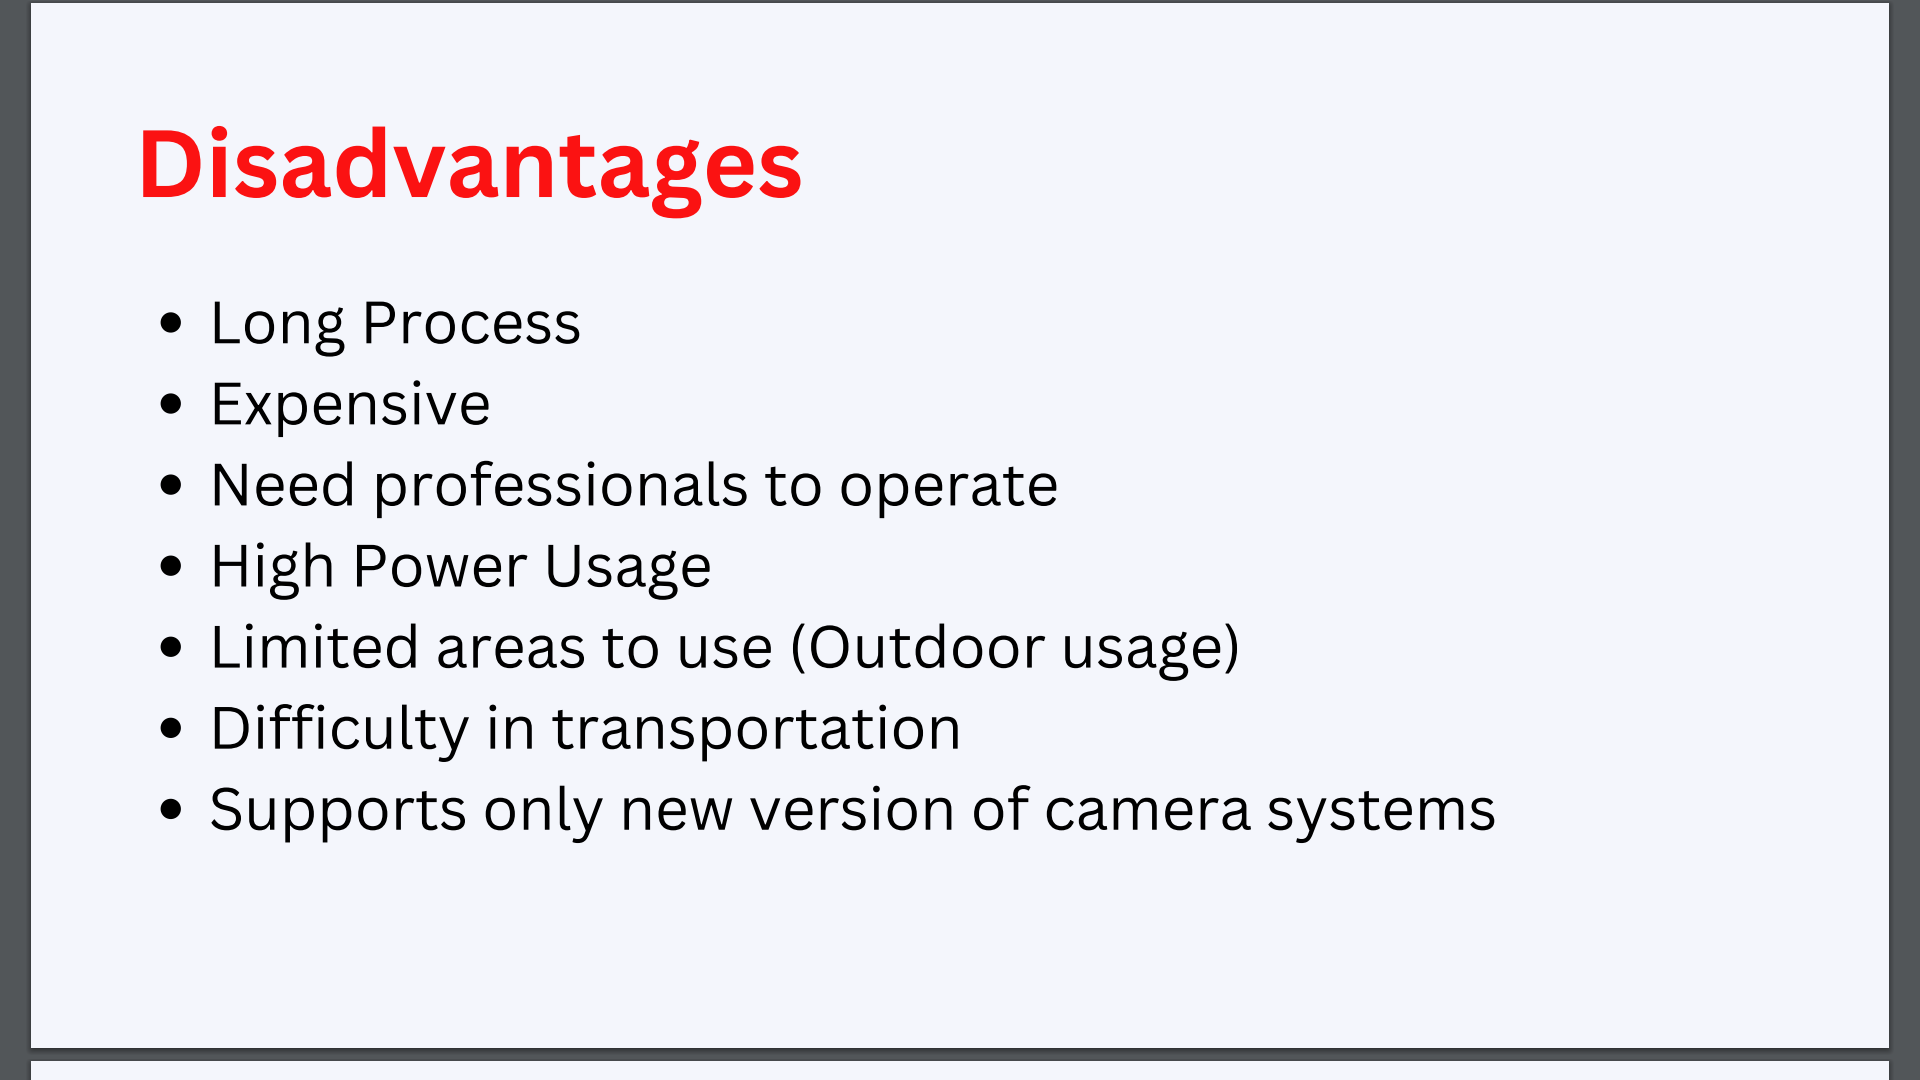 Disadvantages
• Long Process
• Expensive
• Need professionals to operate
• High Power Usage
• Limited areas to use (Outdoor usage)
• Difficulty in transportation
• Supports only new version of camera systems